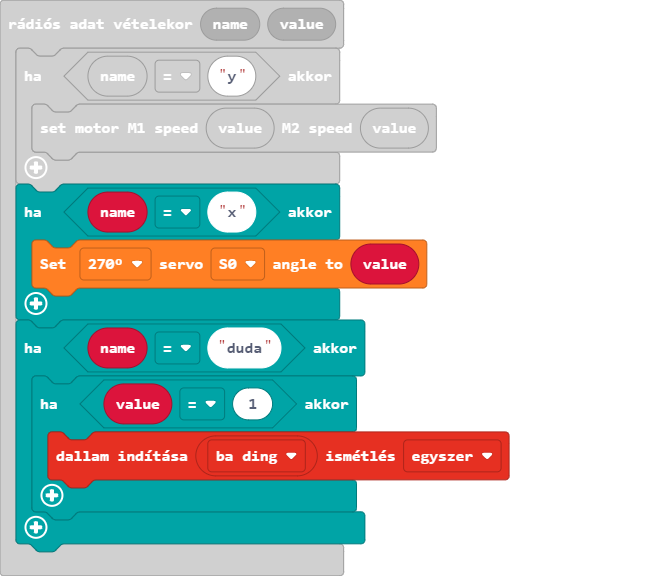 rádiós adat vételekor name value
ha name = "y" akkor
set motor M1 speed value M2 speed value
ha name = "x" akkor
Set 270º servo S0 angle to value
ha name = "duda" akkor
ha value = 1 akkor
dallam indítása ba ding ismétlés egyszer